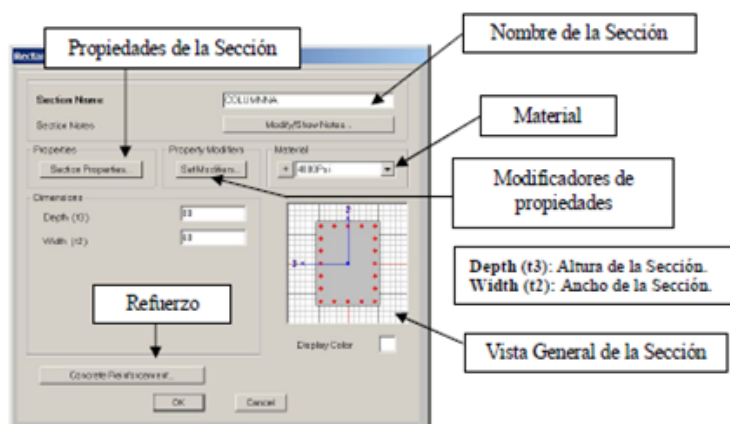 Propiedades de la Sección
Nombre de la Sección
Section Name
COLUMNNA
Section Notes
Modify/Show Notes...
Material
Properties
Property Modifiers
Material
Section Properties...
Set Modifiers...
+
4000Psi
Modificadores de
propiedades
Dimensions
Depth (t3)
Width (t2)
2
3
Depth (t3): Altura de la Sección.
Width (t2): Ancho de la Sección.
Refuerzo
Display Color
Vista General de la Sección
Concrete Reinforcement...
OK
Cancel